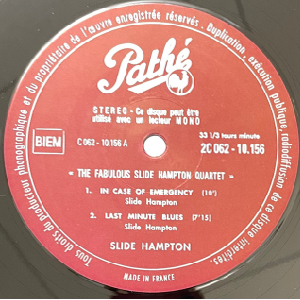 Tous droits du producteur phonographique et du propriétaire de l'œuvre enregistrée réservés. Duplication, exécution publique, radiodiffusion de ce disque interdites.
Pathé
STEREO - Ce disque peut être
utilisé avec un lecteur MONO
BIEM
C 062 - 10.156 A
33 1/3 tours minute
2C 062 - 10.156
« THE FABULOUS SLIDE HAMPTON QUARTET »
1. IN CASE OF EMERGENCY
Slide Hampton
2. LAST MINUTE BLUES (7'15)
Slide Hampton
SLIDE HAMPTON
MADE IN FRANCE